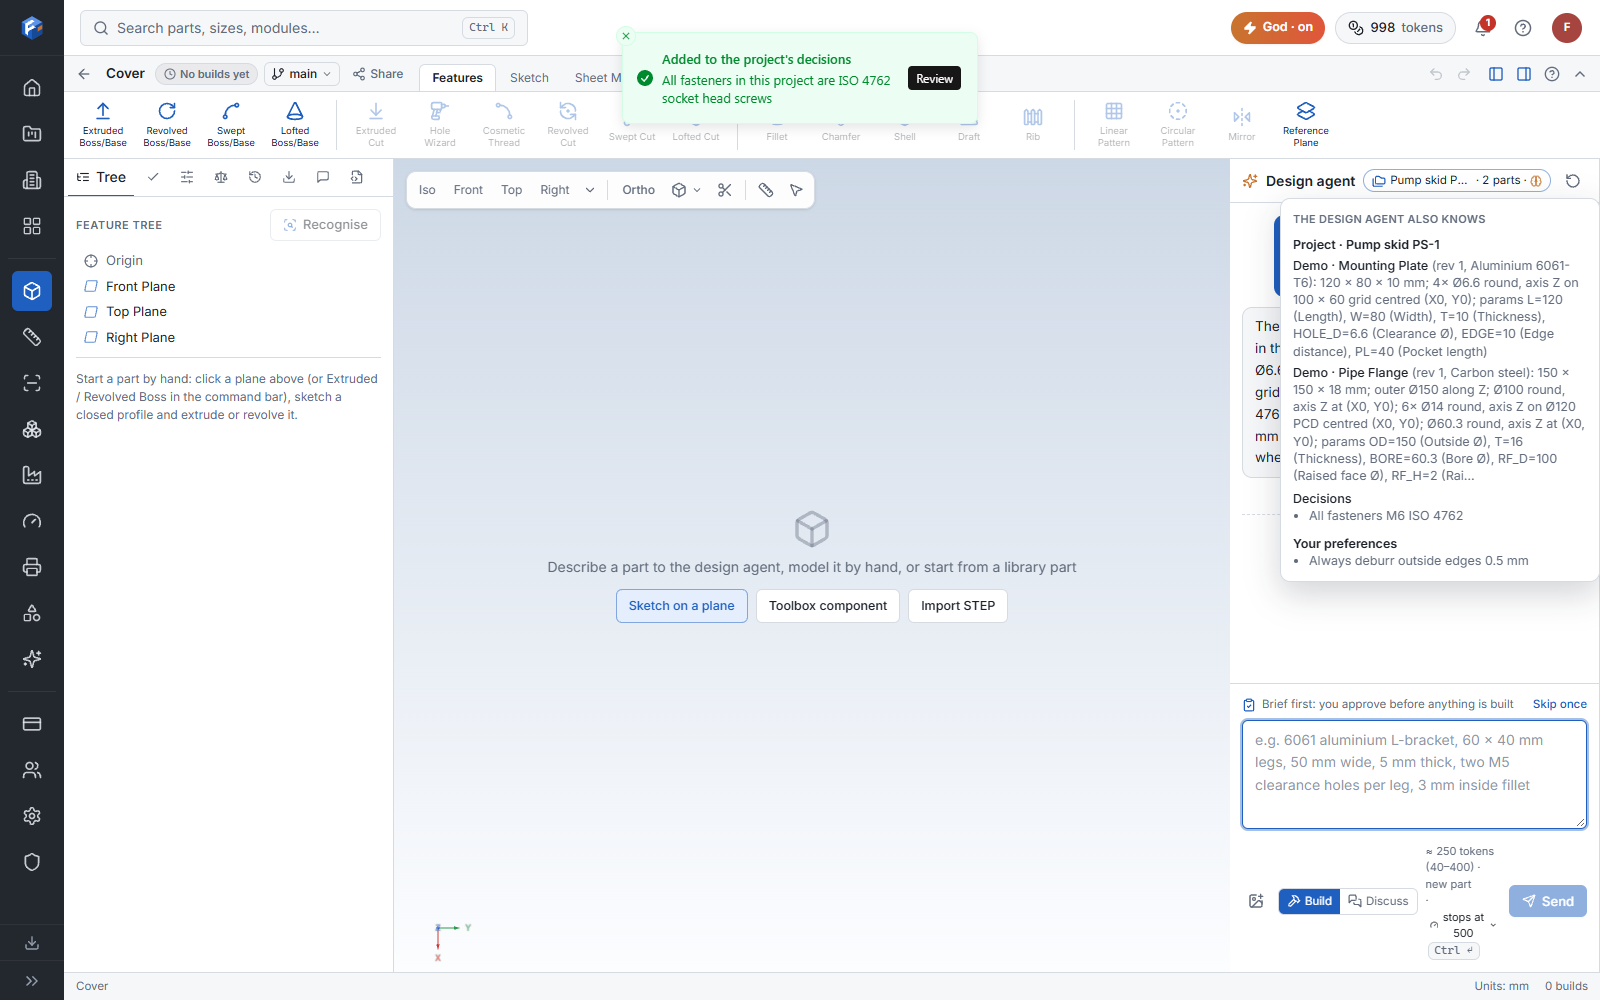 Search parts, sizes, modules...
Ctrl K
God · on
998 tokens
1
F
Cover
No builds yet
main
Share
Features
Sketch
Sheet M
Added to the project's decisions
All fasteners in this project are ISO 4762
socket head screws
Review
Extruded
Boss/Base
Revolved
Boss/Base
Swept
Boss/Base
Lofted
Boss/Base
Extruded
Cut
Hole
Wizard
Cosmetic
Thread
Revolved
Cut
Swept Cut
Lofted Cut
Fillet
Chamfer
Shell
Draft
Rib
Linear
Pattern
Circular
Pattern
Mirror
Reference
Plane
Tree
FEATURE TREE
Recognise
Origin
Front Plane
Top Plane
Right Plane
Start a part by hand: click a plane above (or Extruded
/ Revolved Boss in the command bar), sketch a
closed profile and extrude or revolve it.
Iso
Front
Top
Right
Ortho
Describe a part to the design agent, model it by hand, or start from a library part
Sketch on a plane
Toolbox component
Import STEP
Y
X
Design agent
Pump skid P... · 2 parts ·
The
in th
Ø6.6
grid
476
mm
whe
THE DESIGN AGENT ALSO KNOWS
Project · Pump skid PS-1
Demo · Mounting Plate (rev 1, Aluminium 6061-
T6): 120 × 80 × 10 mm; 4× Ø6.6 round, axis Z on
100 × 60 grid centred (X0, Y0); params L=120
(Length), W=80 (Width), T=10 (Thickness),
HOLE_D=6.6 (Clearance Ø), EDGE=10 (Edge
distance), PL=40 (Pocket length)
Demo · Pipe Flange (rev 1, Carbon steel): 150 ×
150 × 18 mm; outer Ø150 along Z; Ø100 round,
axis Z at (X0, Y0); 6× Ø14 round, axis Z on Ø120
PCD centred (X0, Y0); Ø60.3 round, axis Z at (X0,
Y0); params OD=150 (Outside Ø), T=16
(Thickness), BORE=60.3 (Bore Ø), RF_D=100
(Raised face Ø), RF_H=2 (Rai...
Decisions
• All fasteners M6 ISO 4762
Your preferences
• Always deburr outside edges 0.5 mm
Brief first: you approve before anything is built
Skip once
e.g. 6061 aluminium L-bracket, 60 × 40 mm
legs, 50 mm wide, 5 mm thick, two M5
clearance holes per leg, 3 mm inside fillet
Build
Discuss
≈ 250 tokens
(40–400) ·
new part
·
stops at
500
Ctrl ↵
Send
Cover
Units: mm
0 builds